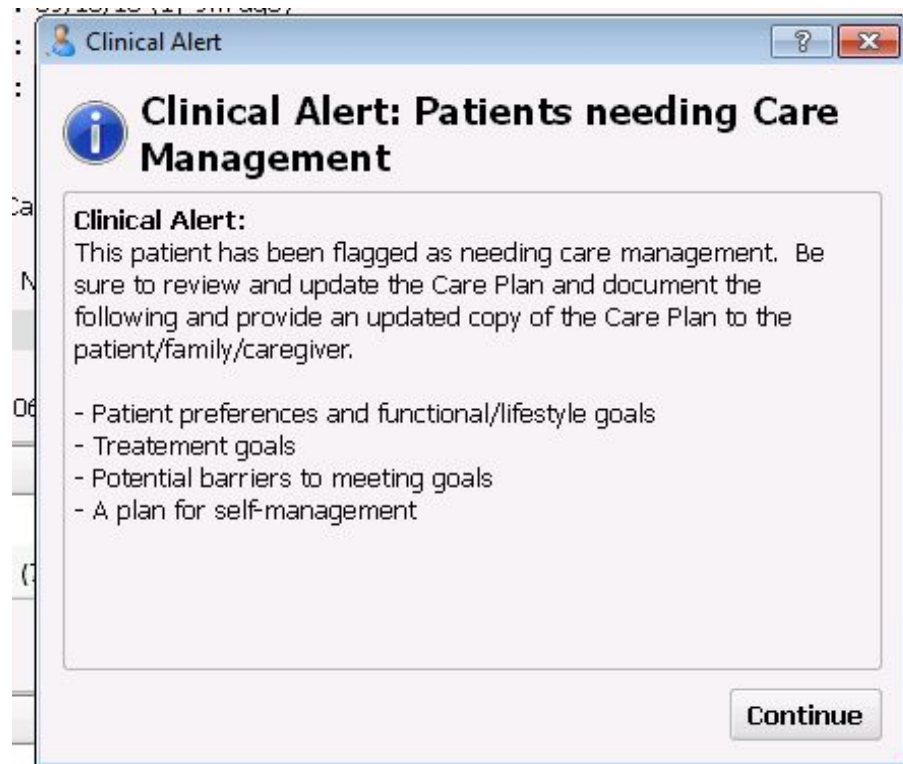 Clinical Alert
?
Clinical Alert: Patients needing Care
Management
Clinical Alert:
This patient has been flagged as needing care management.  Be
sure to review and update the Care Plan and document the
following and provide an updated copy of the Care Plan to the
patient/family/caregiver.
- Patient preferences and functional/lifestyle goals
- Treatement goals
- Potential barriers to meeting goals
- A plan for self-management
Continue